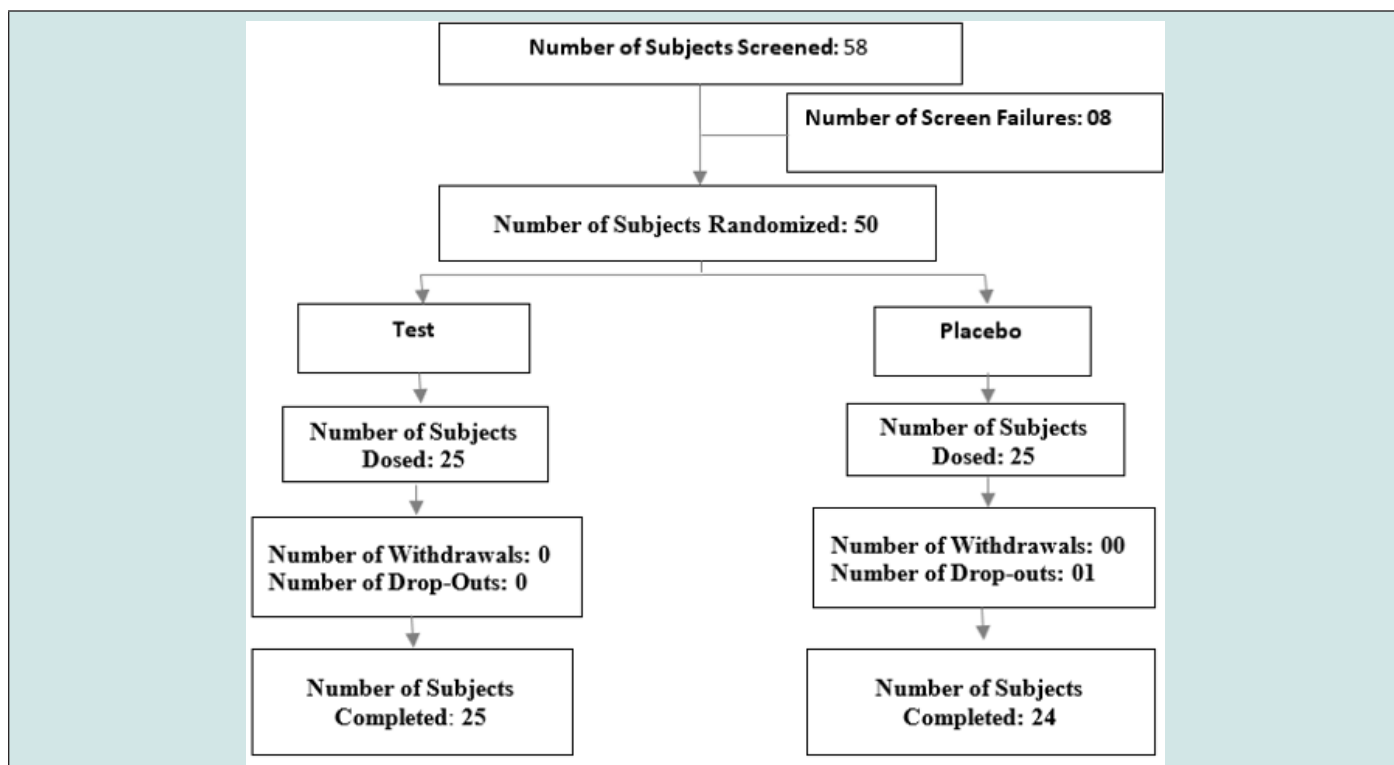 Number of Subjects Screened: 58
Number of Screen Failures: 08
Number of Subjects Randomized: 50
Test
Placebo
Number of Subjects
Dosed: 25
Number of Subjects
Dosed: 25
Number of Withdrawals: 0
Number of Drop-Outs: 0
Number of Withdrawals: 00
Number of Drop-outs: 01
Number of Subjects
Completed: 25
Number of Subjects
Completed: 24